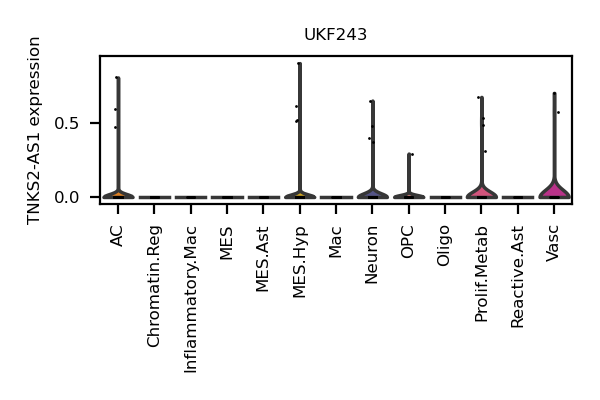 UKF243
TNKS2-AS1 expression
0.5
0.0
AC
Chromatin.Reg
Inflammatory.Mac
MES
MES.Ast
MES.Hyp
Mac
Neuron
OPC
Oligo
Prolif.Metab
Reactive.Ast
Vasc